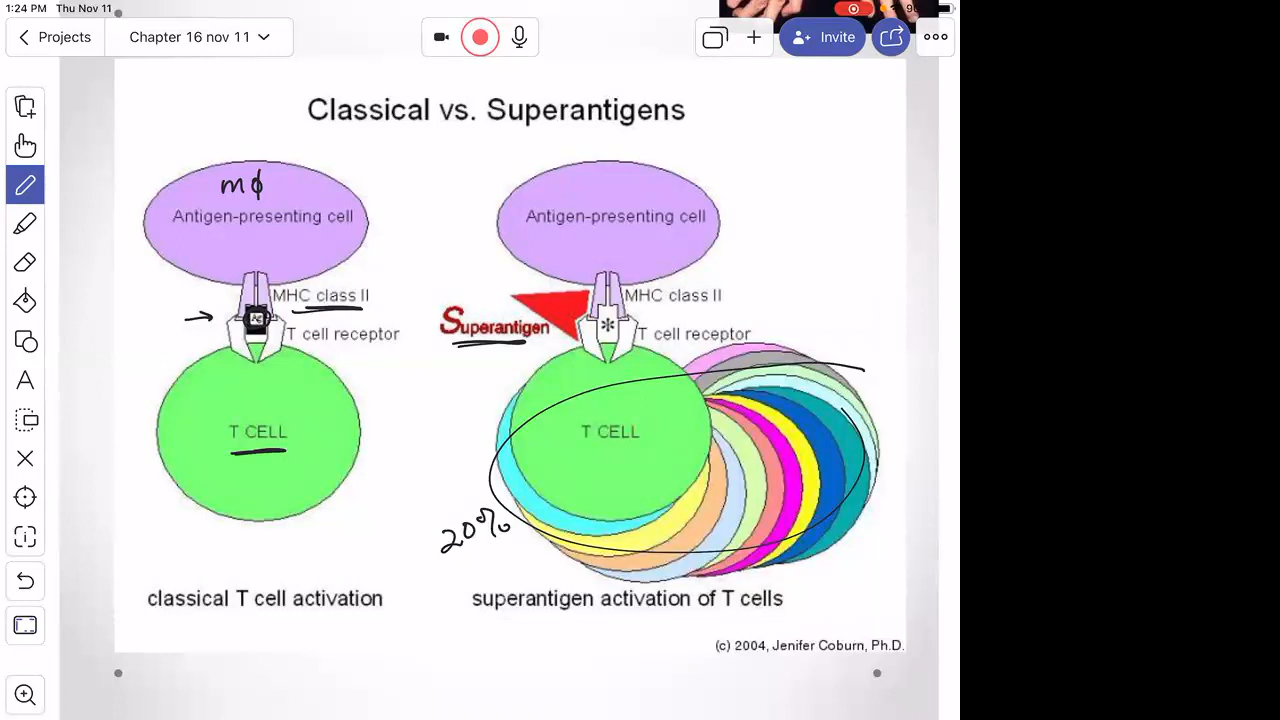 1:24 PM Thu Nov 11
Projects
Chapter 16 nov 11
Invite
Classical vs. Superantigens
mϕ
Antigen-presenting cell
MHC class II
Ag
T cell receptor
T CELL
classical T cell activation
Antigen-presenting cell
MHC class II
Superantigen
*
T cell receptor
T CELL
20%
superantigen activation of T cells
(c) 2004, Jenifer Coburn, Ph.D.
A